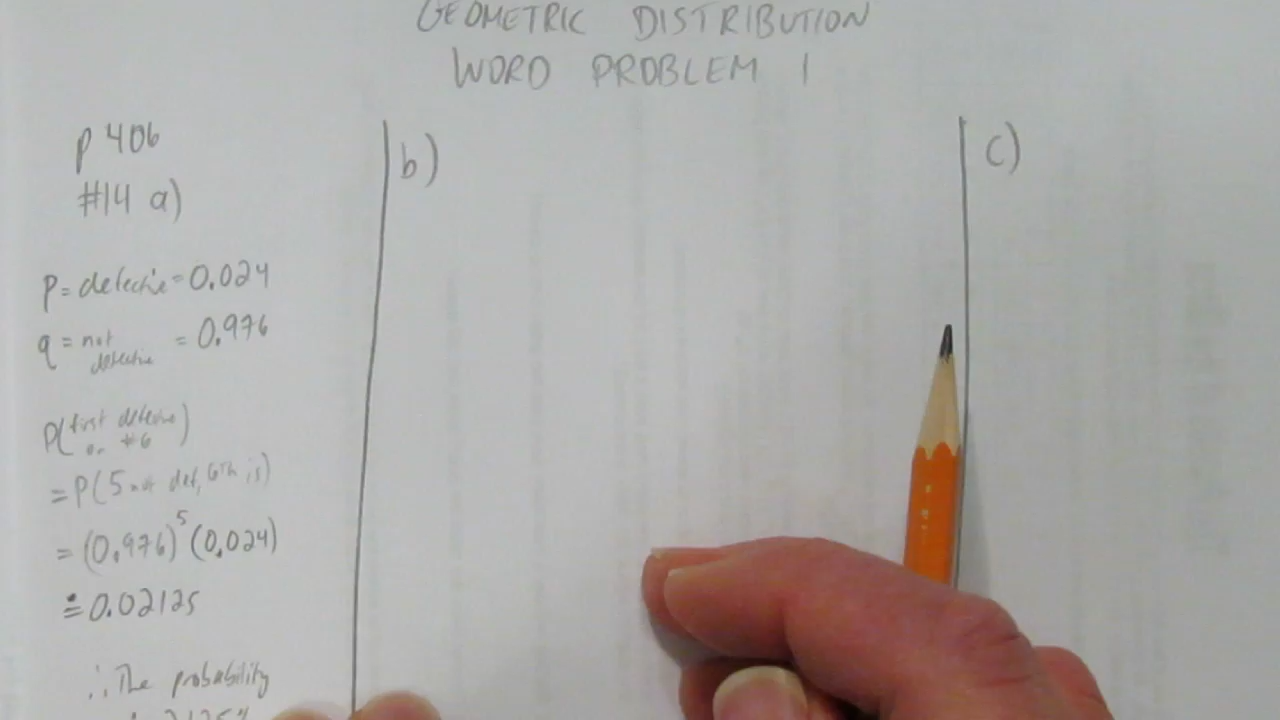 GEOMETRIC DISTRIBUTION
WORD PROBLEM 1
p 406
#14 a)
p = defective = 0.024
q = not defective = 0.976
P(first defective on #6)
= P(5 not def, 6th is)
= (0.976)⁵ (0.024)
≐ 0.02125
∴ The probability
b)
c)